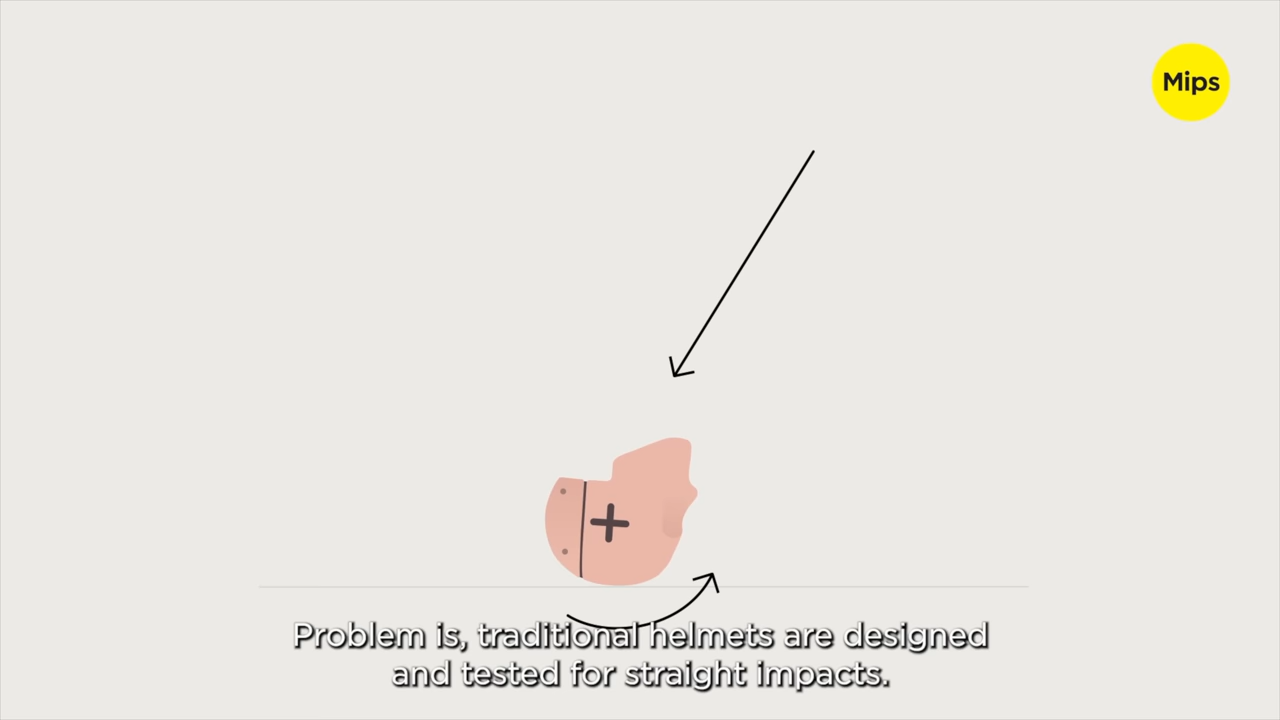 Mips
Problem is, traditional helmets are designed
and tested for straight impacts.